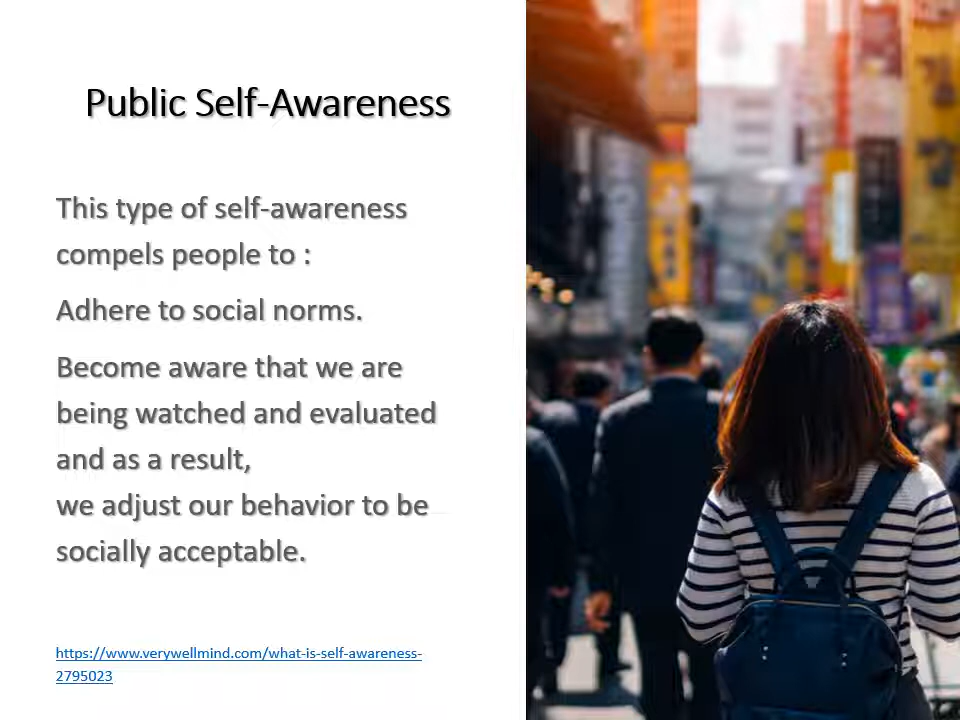 Public Self-Awareness
This type of self-awareness
compels people to :
Adhere to social norms.
Become aware that we are
being watched and evaluated
and as a result,
we adjust our behavior to be
socially acceptable.
https://www.verywellmind.com/what-is-self-awareness-
2795023